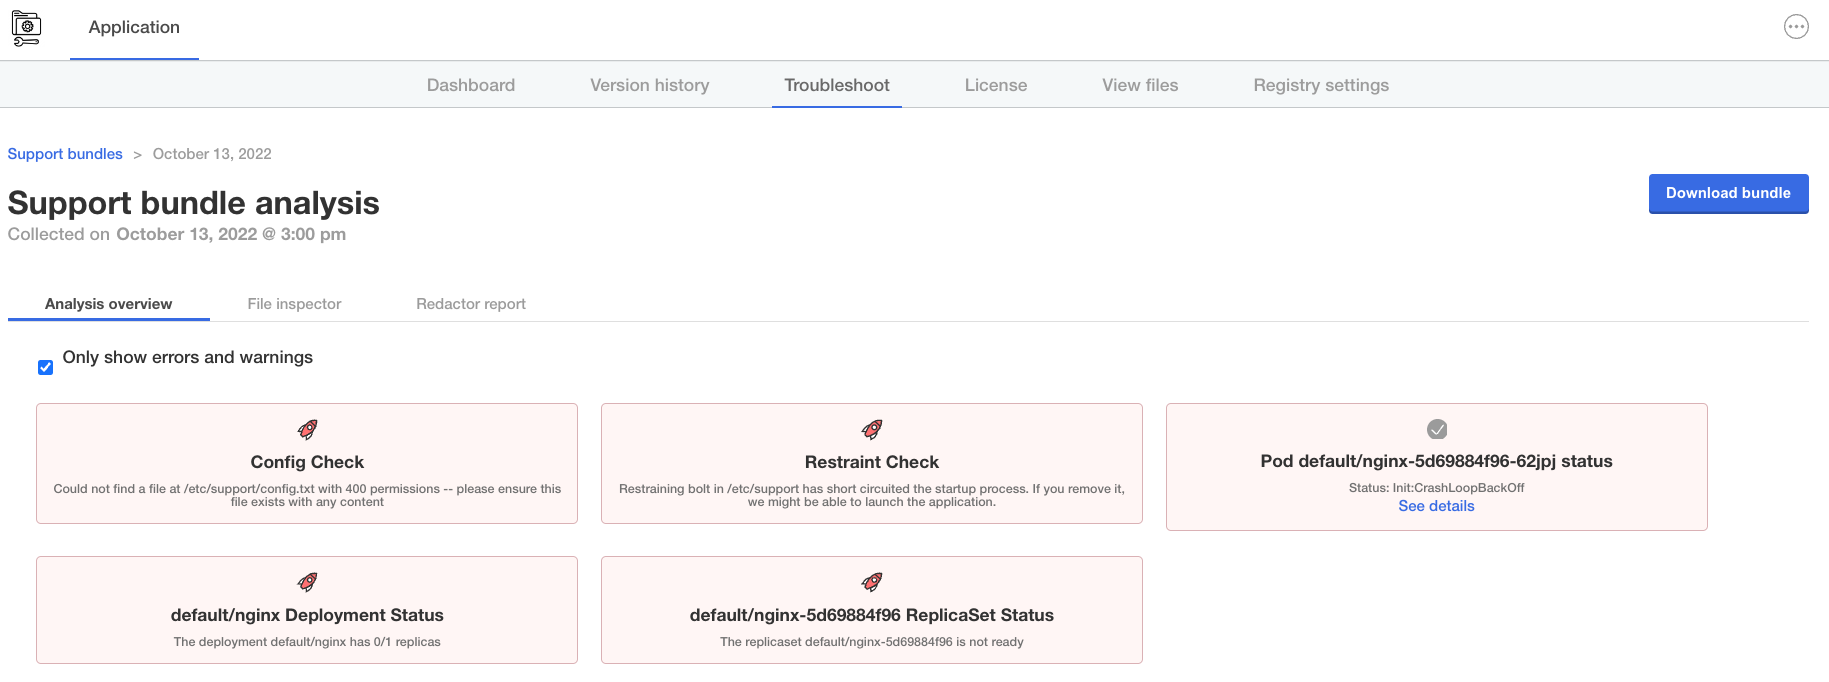 Application
Dashboard
Version history
Troubleshoot
License
View files
Registry settings
Support bundles > October 13, 2022
Support bundle analysis
Download bundle
Collected on October 13, 2022 @ 3:00 pm
Analysis overview
File inspector
Redactor report
Only show errors and warnings
Config Check
Could not find a file at /etc/support/config.txt with 400 permissions -- please ensure this
file exists with any content
Restraint Check
Restraining bolt in /etc/support has short circuited the startup process. If you remove it,
we might be able to launch the application.
Pod default/nginx-5d69884f96-62jpj status
Status: Init:CrashLoopBackOff
See details
default/nginx Deployment Status
The deployment default/nginx has 0/1 replicas
default/nginx-5d69884f96 ReplicaSet Status
The replicaset default/nginx-5d69884f96 is not ready